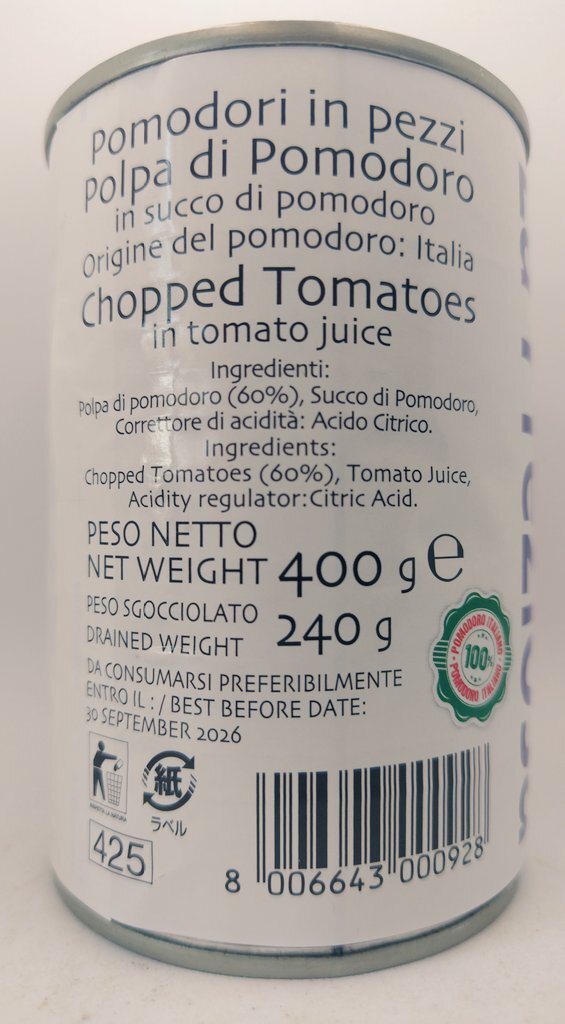 Pomodori in pezzi
Polpa di Pomodoro
in succo di pomodoro
Origine del pomodoro: Italia
Chopped Tomatoes
in tomato juice
Ingredienti:
Polpa di pomodoro (60%), Succo di Pomodoro,
Correttore di acidità: Acido Citrico.
Ingredients:
Chopped Tomatoes (60%), Tomato Juice,
Acidity regulator: Citric Acid.
PESO NETTO
NET WEIGHT 400 g e
PESO SGOCCIOLATO
DRAINED WEIGHT 240 g
POMODORO ITALIANO
100%
POMODORO ITALIANO
DA CONSUMARSI PREFERIBILMENTE
ENTRO IL : / BEST BEFORE DATE:
30 SEPTEMBER 2026
紙
ラベル
425
8 006643 000928